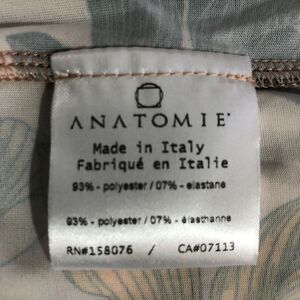 ANATOMIE
Made in Italy
Fabriqué en Italie
93% - polyester / 07% - elastane
93% - polyester / 07% - élasthanne
RN#158076 / CA#07113